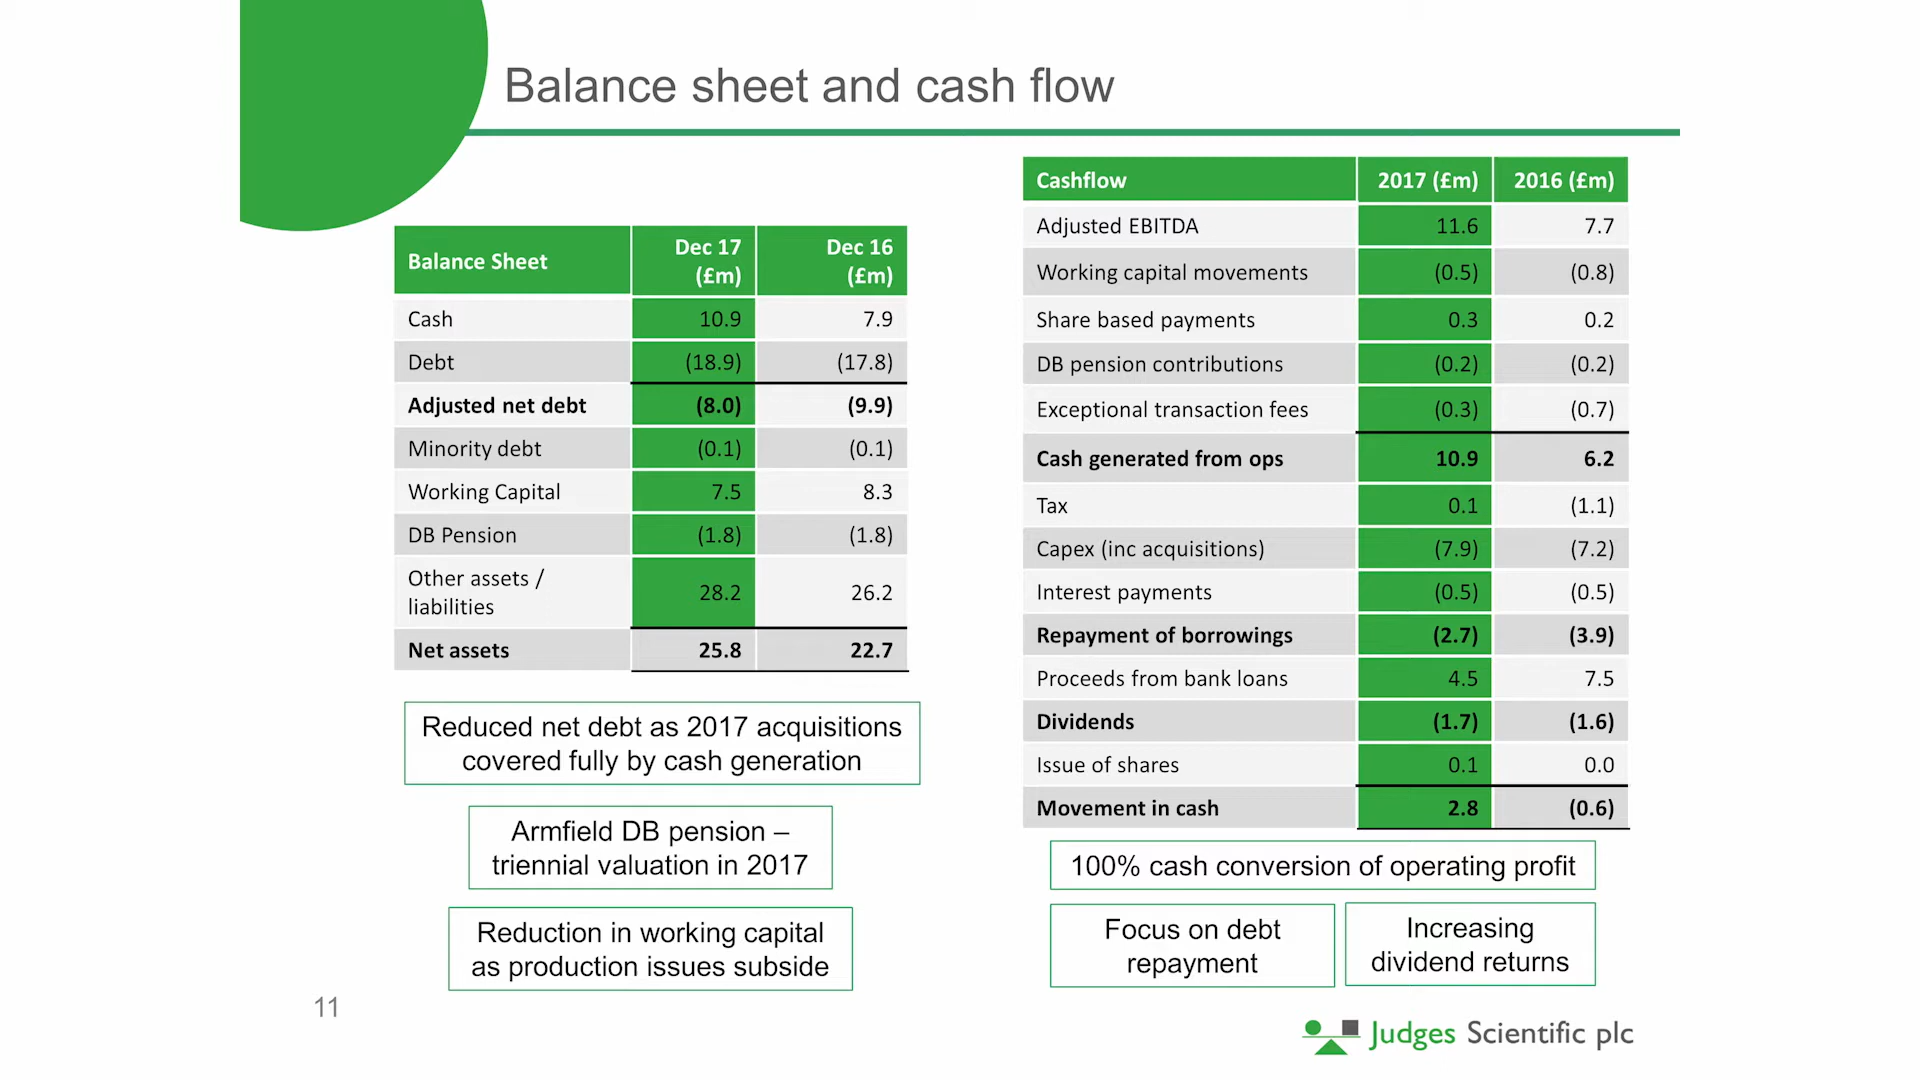 Balance sheet and cash flow
Balance Sheet Dec 17 (£m) Dec 16 (£m)
Cash 10.9 7.9
Debt (18.9) (17.8)
Adjusted net debt (8.0) (9.9)
Minority debt (0.1) (0.1)
Working Capital 7.5 8.3
DB Pension (1.8) (1.8)
Other assets /
liabilities 28.2 26.2
Net assets 25.8 22.7
Reduced net debt as 2017 acquisitions
covered fully by cash generation
Armfield DB pension –
triennial valuation in 2017
Reduction in working capital
as production issues subside
Cashflow 2017 (£m) 2016 (£m)
Adjusted EBITDA 11.6 7.7
Working capital movements (0.5) (0.8)
Share based payments 0.3 0.2
DB pension contributions (0.2) (0.2)
Exceptional transaction fees (0.3) (0.7)
Cash generated from ops 10.9 6.2
Tax 0.1 (1.1)
Capex (inc acquisitions) (7.9) (7.2)
Interest payments (0.5) (0.5)
Repayment of borrowings (2.7) (3.9)
Proceeds from bank loans 4.5 7.5
Dividends (1.7) (1.6)
Issue of shares 0.1 0.0
Movement in cash 2.8 (0.6)
100% cash conversion of operating profit
Focus on debt
repayment
Increasing
dividend returns
11
Judges Scientific plc